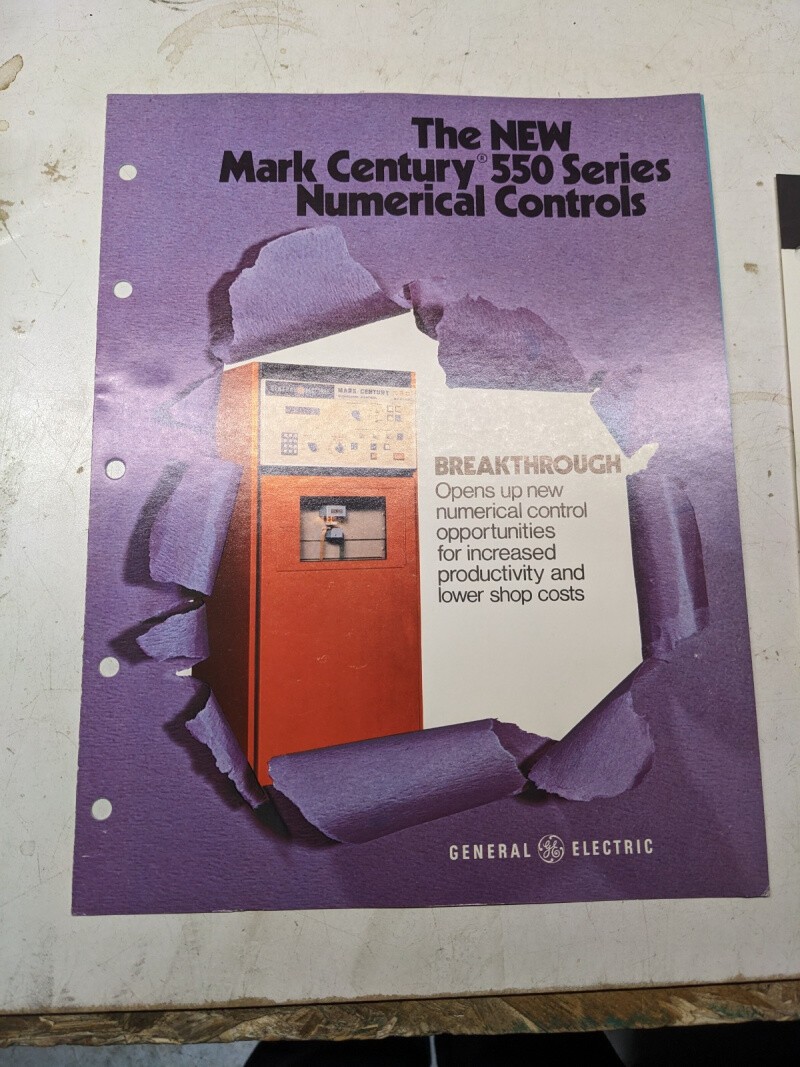 The NEW
Mark Century® 550 Series
Numerical Controls
MARK CENTURY
BREAKTHROUGH
Opens up new
numerical control
opportunities
for increased
productivity and
lower shop costs
GENERAL GE ELECTRIC